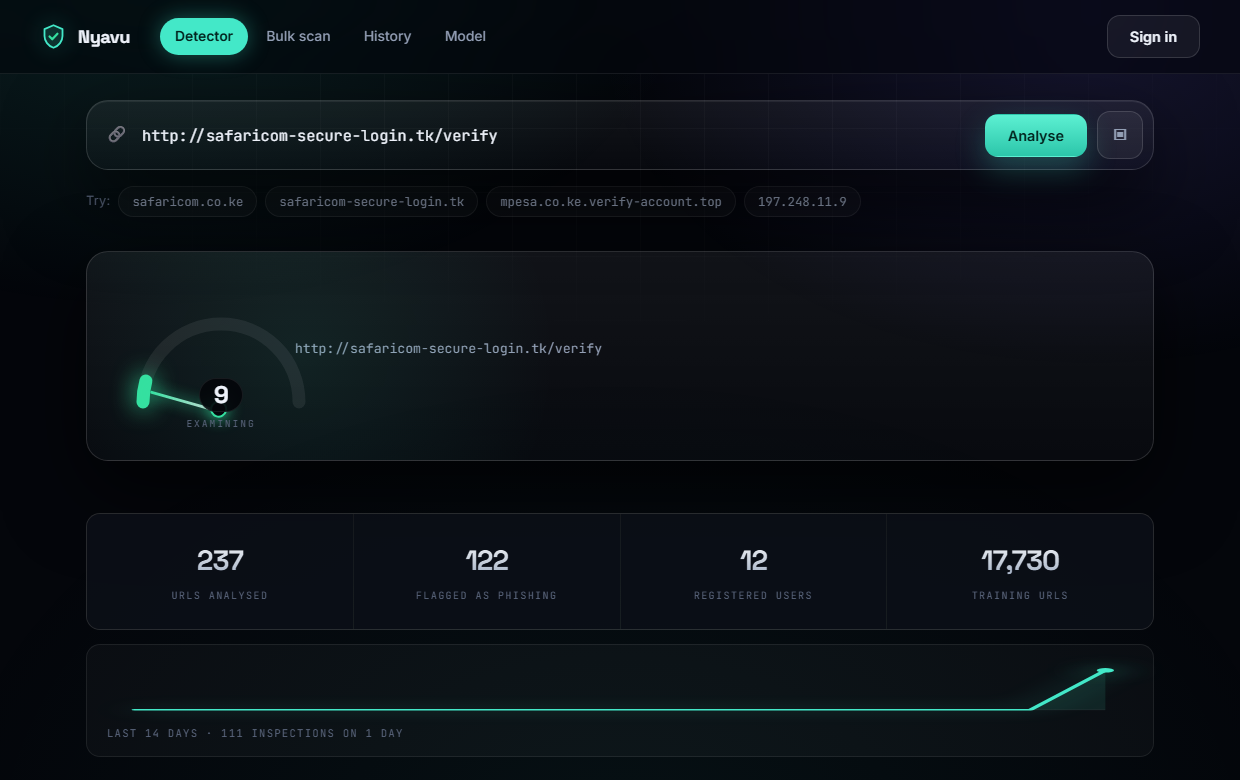 Nyavu Detector Bulk scan History Model Sign in
http://safaricom-secure-login.tk/verify Analyse
Try: safaricom.co.ke safaricom-secure-login.tk mpesa.co.ke.verify-account.top 197.248.11.9
http://safaricom-secure-login.tk/verify
9
EXAMINING
237 122 12 17,730
URLS ANALYSED FLAGGED AS PHISHING REGISTERED USERS TRAINING URLS
LAST 14 DAYS · 111 INSPECTIONS ON 1 DAY